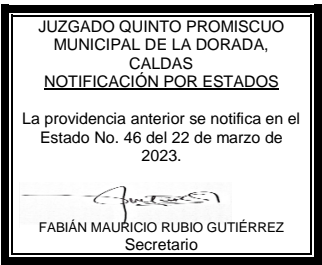 JUZGADO QUINTO PROMISCUO
MUNICIPAL DE LA DORADA,
CALDAS
NOTIFICACIÓN POR ESTADOS
La providencia anterior se notifica en el
Estado No. 46 del 22 de marzo de
2023.
FABIÁN MAURICIO RUBIO GUTIÉRREZ
Secretario